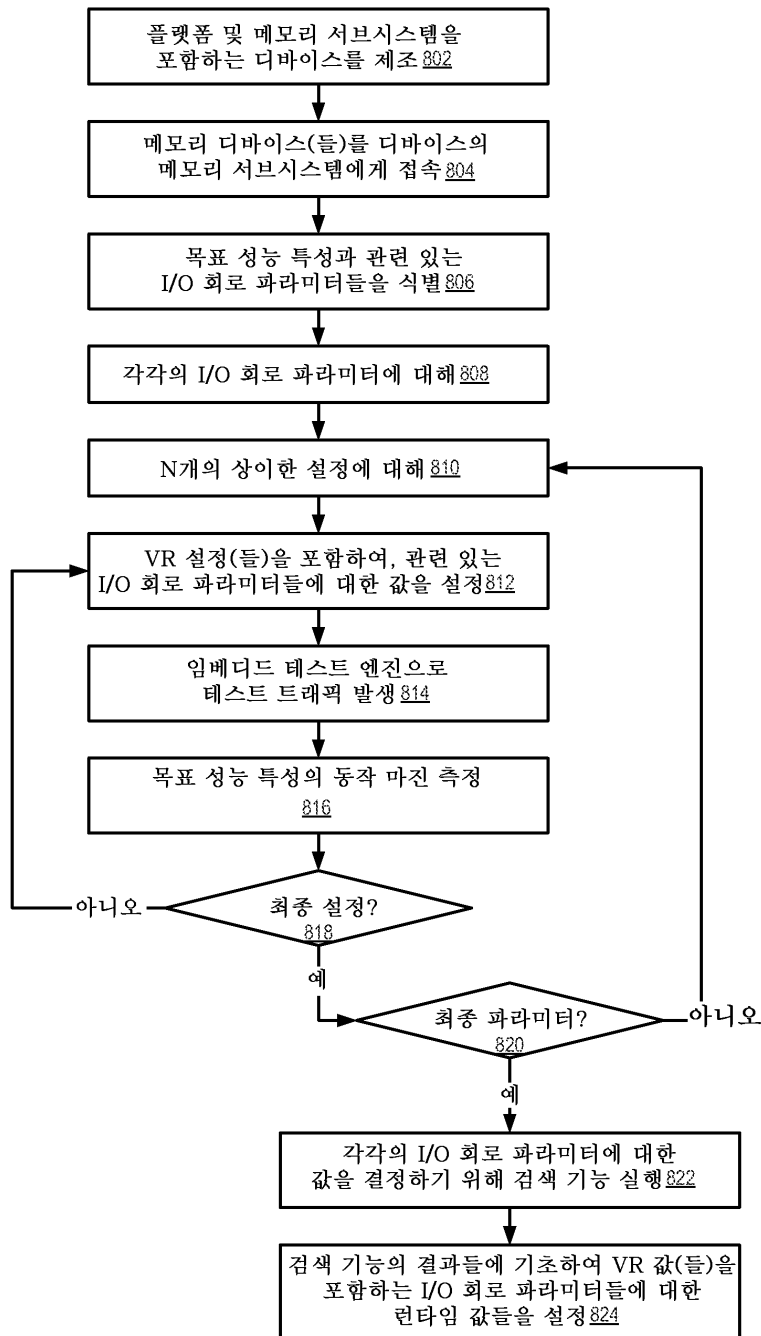 플랫폼 및 메모리 서브시스템을
포함하는 디바이스를 제조 802
메모리 디바이스(들)를 디바이스의
메모리 서브시스템에게 접속 804
목표 성능 특성과 관련 있는
I/O 회로 파라미터들을 식별 806
각각의 I/O 회로 파라미터에 대해 808
N개의 상이한 설정에 대해 810
VR 설정(들)을 포함하여, 관련 있는
I/O 회로 파라미터들에 대한 값을 설정 812
임베디드 테스트 엔진으로
테스트 트래픽 발생 814
목표 성능 특성의 동작 마진 측정
816
아니오
최종 설정?
818
예
최종 파라미터?
820
아니오
예
각각의 I/O 회로 파라미터에 대한
값을 결정하기 위해 검색 기능 실행 822
검색 기능의 결과들에 기초하여 VR 값(들)을
포함하는 I/O 회로 파라미터들에 대한
런타임 값들을 설정 824